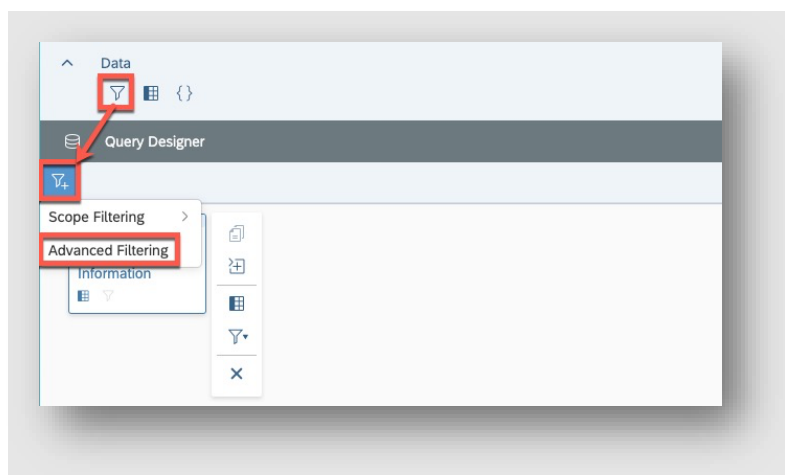 Data
{}
Query Designer
Scope Filtering
Advanced Filtering
Information